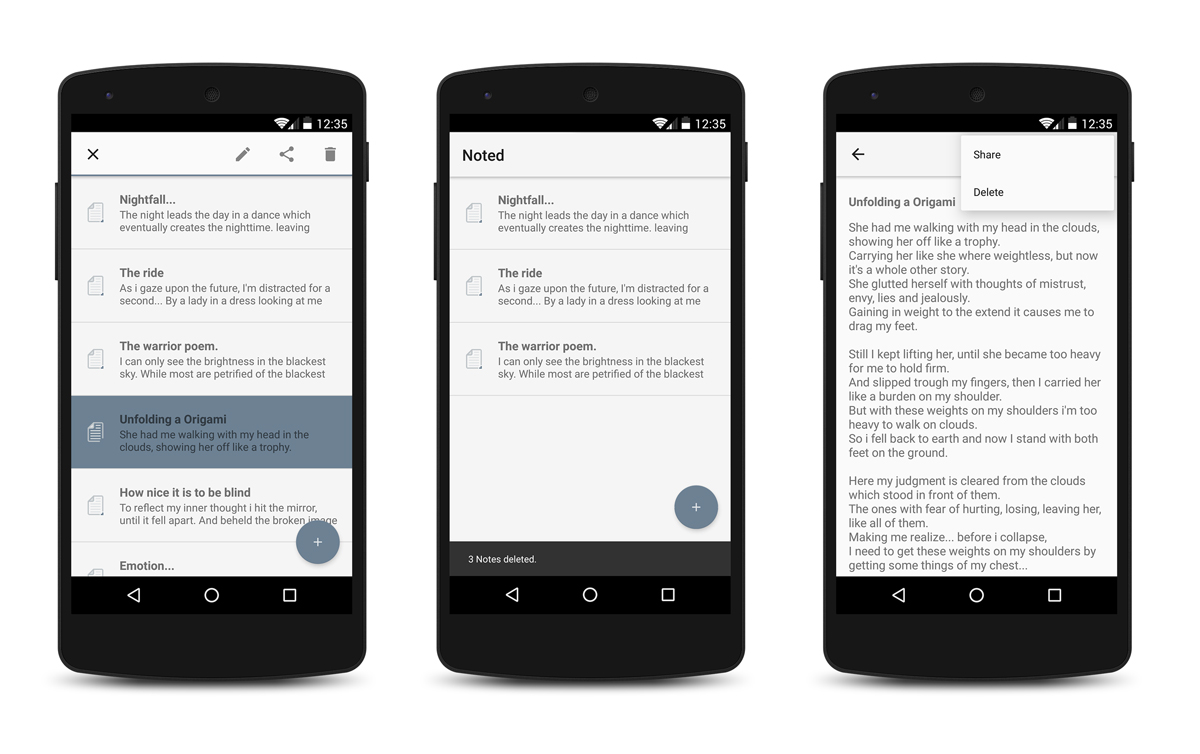 12:35
Nightfall...
The night leads the day in a dance which
eventually creates the nighttime. leaving
The ride
As i gaze upon the future, I'm distracted for a
second... By a lady in a dress looking at me
The warrior poem.
I can only see the brightness in the blackest
sky. While most are petrified of the blackest
Unfolding a Origami
She had me walking with my head in the
clouds, showing her off like a trophy.
How nice it is to be blind
To reflect my inner thought i hit the mirror,
until it fell apart. And beheld the broken image
+
Emotion...
12:35
Noted
Nightfall...
The night leads the day in a dance which
eventually creates the nighttime. leaving
The ride
As i gaze upon the future, I'm distracted for a
second... By a lady in a dress looking at me
The warrior poem.
I can only see the brightness in the blackest
sky. While most are petrified of the blackest
+
3 Notes deleted.
12:35
Share
Delete
Unfolding a Origami
She had me walking with my head in the clouds,
showing her off like a trophy.
Carrying her like she where weightless, but now
it's a whole other story.
She glutted herself with thoughts of mistrust,
envy, lies and jealously.
Gaining in weight to the extend it causes me to
drag my feet.
Still I kept lifting her, until she became too heavy
for me to hold firm.
And slipped trough my fingers, then I carried her
like a burden on my shoulder.
But with these weights on my shoulders i'm too
heavy to walk on clouds.
So i fell back to earth and now I stand with both
feet on the ground.
Here my judgment is cleared from the clouds
which stood in front of them.
The ones with fear of hurting, losing, leaving her,
like all of them.
Making me realize... before i collapse,
I need to get these weights on my shoulders by
getting some things of my chest...